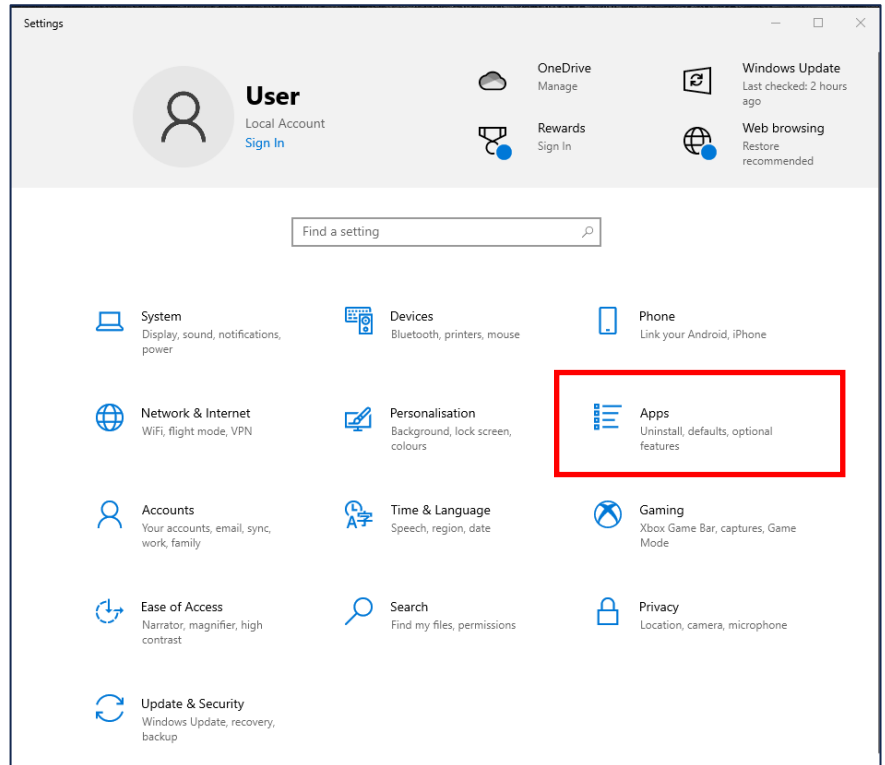 Settings
User
Local Account
Sign In
OneDrive
Manage
Rewards
Sign In
Windows Update
Last checked: 2 hours
ago
Web browsing
Restore
recommended
Find a setting
System
Display, sound, notifications,
power
Devices
Bluetooth, printers, mouse
Phone
Link your Android, iPhone
Network & Internet
WiFi, flight mode, VPN
Personalisation
Background, lock screen,
colours
Apps
Uninstall, defaults, optional
features
Accounts
Your accounts, email, sync,
work, family
Time & Language
Speech, region, date
Gaming
Xbox Game Bar, captures, Game
Mode
Ease of Access
Narrator, magnifier, high
contrast
Search
Find my files, permissions
Privacy
Location, camera, microphone
Update & Security
Windows Update, recovery,
backup